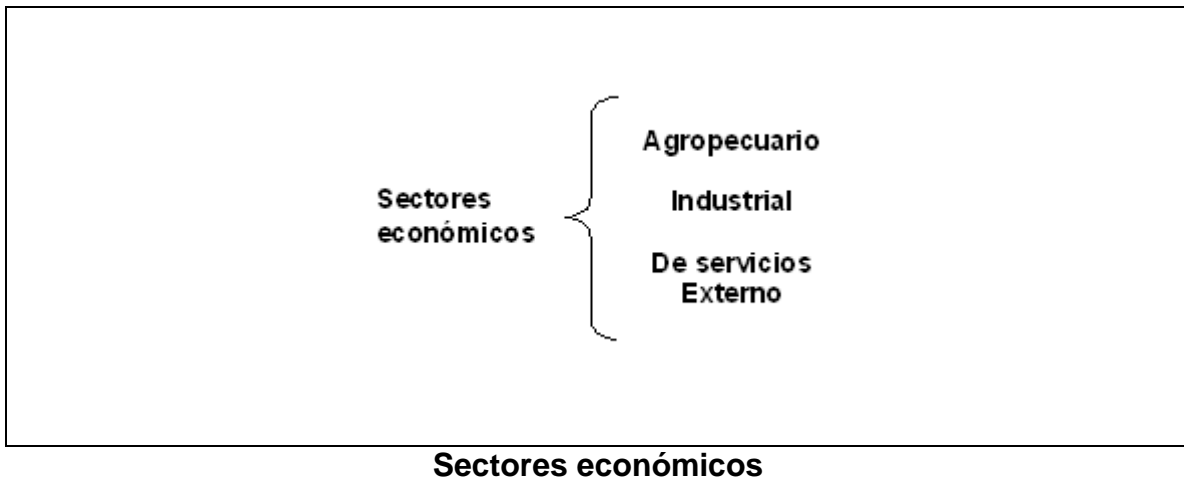 Sectores
económicos
Agropecuario
Industrial
De servicios
Externo
Sectores económicos